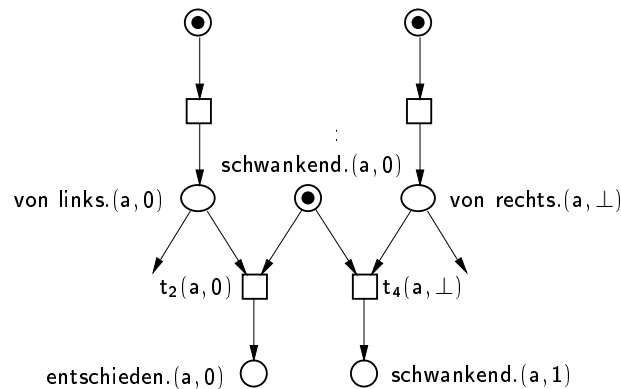 :
schwankend.(a,0)
von links.(a,0)
von rechts.(a,⊥)
t₂(a,0)
t₄(a,⊥)
entschieden.(a,0)
schwankend.(a,1)